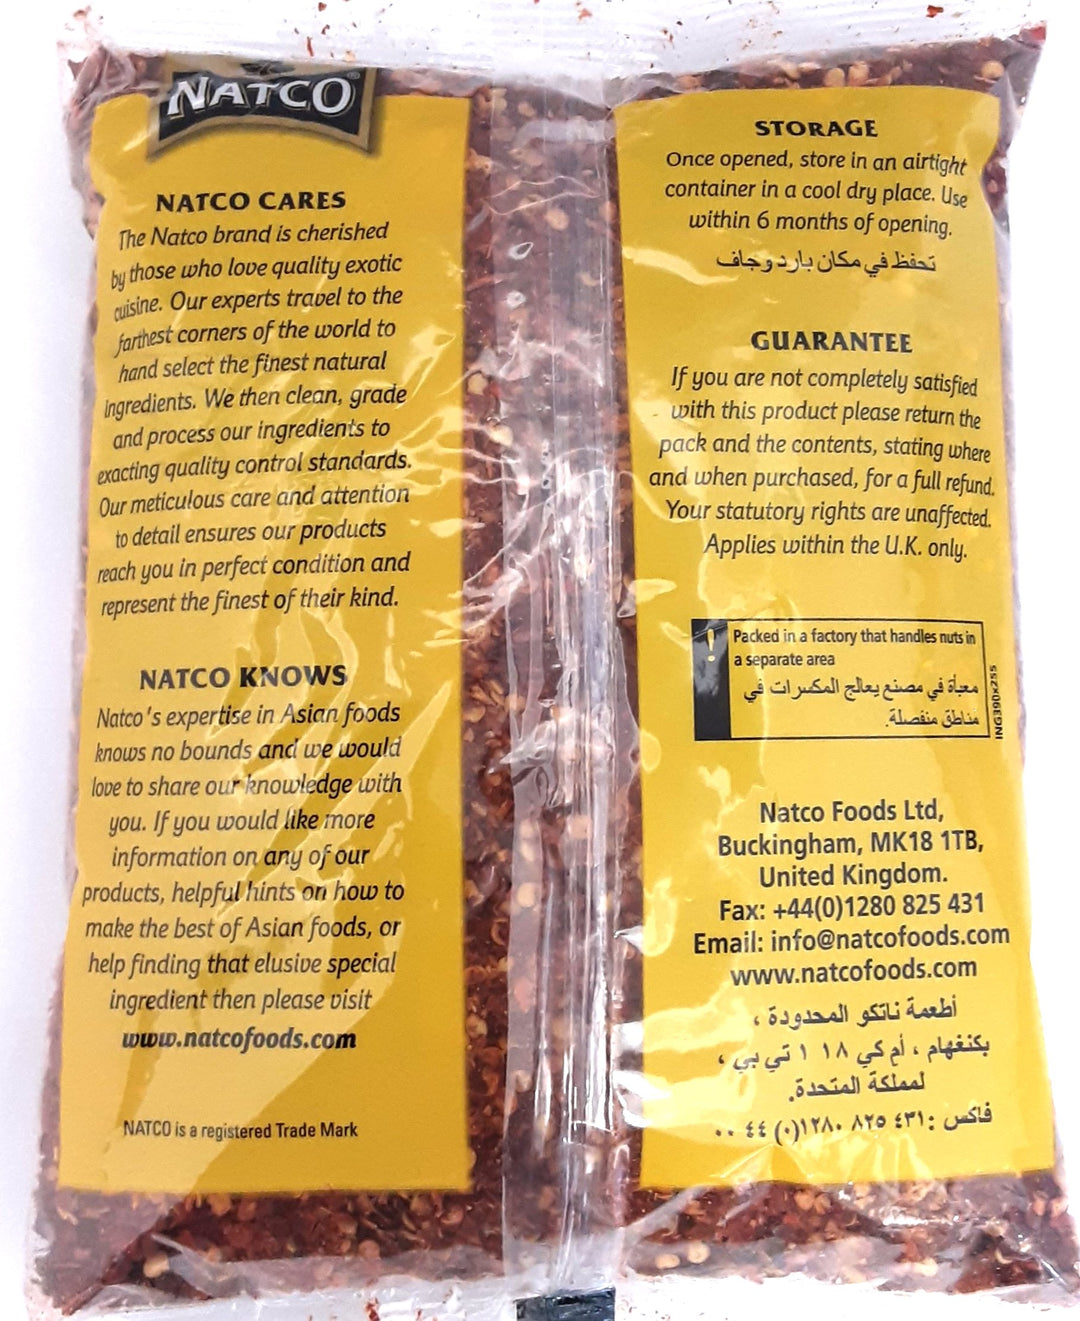 NATCO®
NATCO CARES
The Natco brand is cherished
by those who love quality exotic
cuisine. Our experts travel to the
farthest corners of the world to
hand select the finest natural
ingredients. We then clean, grade
and process our ingredients to
exacting quality control standards.
Our meticulous care and attention
to detail ensures our products
reach you in perfect condition and
represent the finest of their kind.
NATCO KNOWS
Natco's expertise in Asian foods
knows no bounds and we would
love to share our knowledge with
you. If you would like more
information on any of our
products, helpful hints on how to
make the best of Asian foods, or
help finding that elusive special
ingredient then please visit
www.natcofoods.com
NATCO is a registered Trade Mark
STORAGE
Once opened, store in an airtight
container in a cool dry place. Use
within 6 months of opening.
تحفظ في مكان بارد وجاف
GUARANTEE
If you are not completely satisfied
with this product please return the
pack and the contents, stating where
and when purchased, for a full refund.
Your statutory rights are unaffected.
Applies within the U.K. only.
! Packed in a factory that handles nuts in
a separate area
معبأة في مصنع يعالج المكسرات في
مناطق منفصلة.
ING390x255
Natco Foods Ltd,
Buckingham, MK18 1TB,
United Kingdom.
Fax: +44(0)1280 825 431
Email: info@natcofoods.com
www.natcofoods.com
أطعمة ناتكو المحدودة ،
بكنغهام ، أم كي ١٨ ١ تي بي ،
لمملكة المتحدة.
فاكس :٤٣١ ٨٢٥ ١٢٨٠(٠) ٤٤ ٠٠